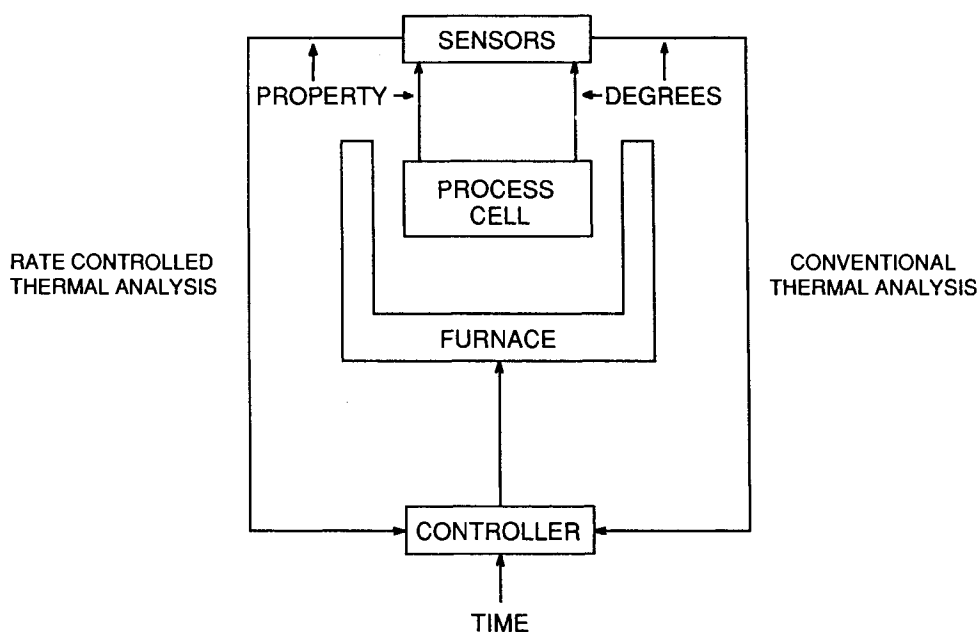 SENSORS
PROPERTY
DEGREES
PROCESS
CELL
RATE CONTROLLED
THERMAL ANALYSIS
CONVENTIONAL
THERMAL ANALYSIS
FURNACE
CONTROLLER
TIME